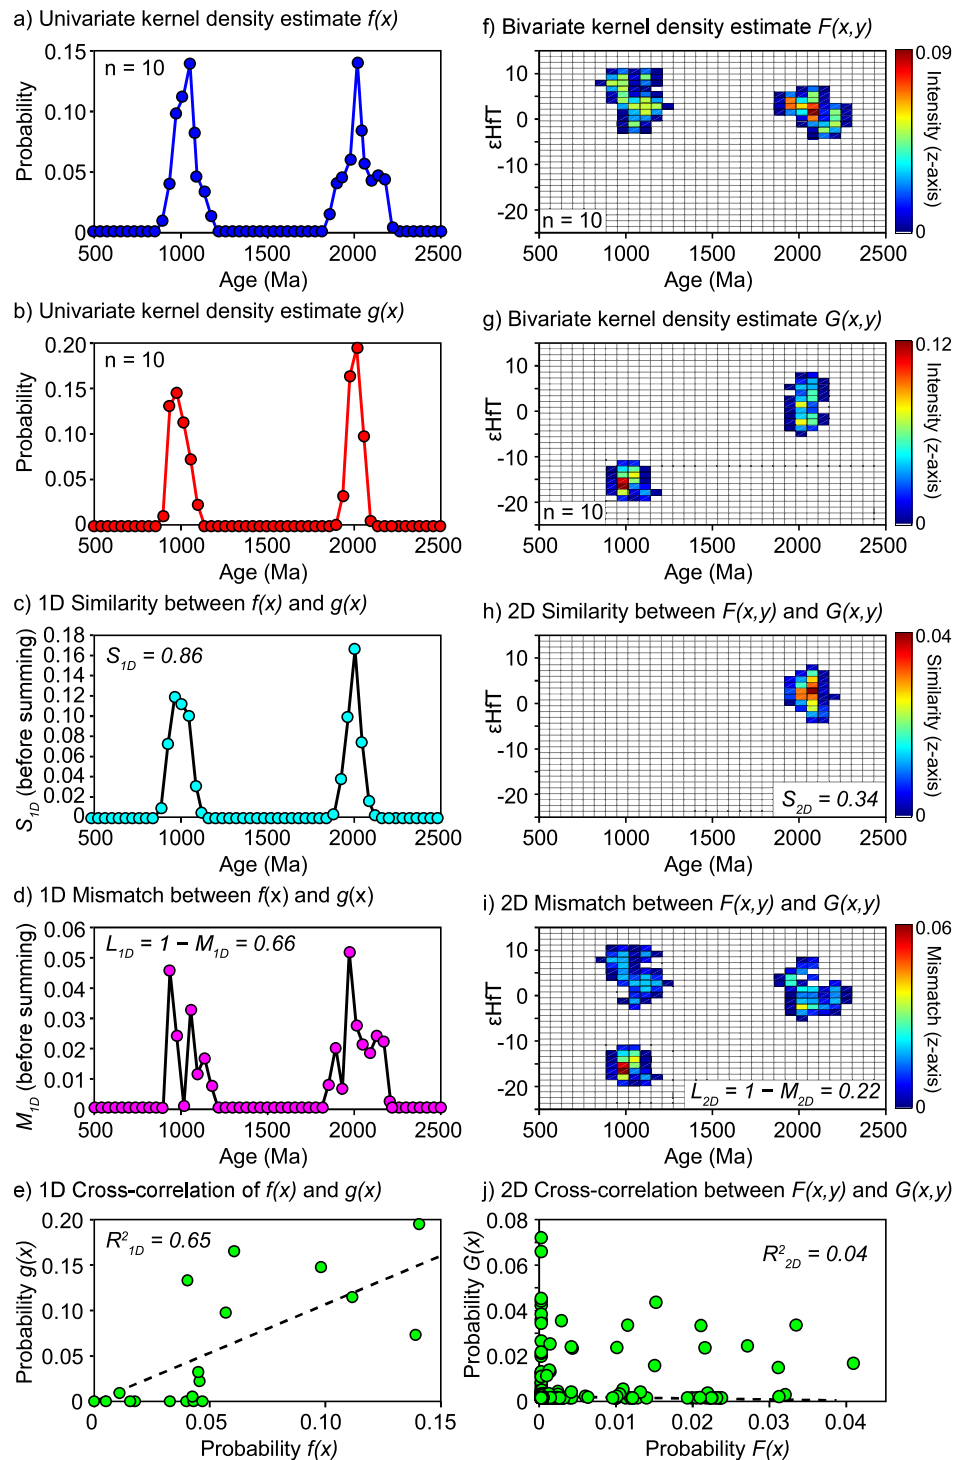 a) Univariate kernel density estimate f(x)
0.15
0.10
0.05
0
Probability
n = 10
500 1000 1500 2000 2500
Age (Ma)
b) Univariate kernel density estimate g(x)
0.20
0.15
0.10
0.05
0
Probability
n = 10
500 1000 1500 2000 2500
Age (Ma)
c) 1D Similarity between f(x) and g(x)
0.18
0.16
0.12
0.10
0.08
0.06
0.04
0.02
0
S1D (before summing)
S1D = 0.86
500 1000 1500 2000 2500
Age (Ma)
d) 1D Mismatch between f(x) and g(x)
0.06
0.05
0.04
0.03
0.02
0.01
0
M1D (before summing)
L1D = 1 – M1D = 0.66
500 1000 1500 2000 2500
Age (Ma)
e) 1D Cross-correlation of f(x) and g(x)
0.20
0.15
0.10
0.05
0
Probability g(x)
R²1D = 0.65
0 0.05 0.10 0.15
Probability f(x)
f) Bivariate kernel density estimate F(x,y)
10
0
-10
-20
εHfT
n = 10
500 1000 1500 2000 2500
Age (Ma)
0.09
0
Intensity (z-axis)
g) Bivariate kernel density estimate G(x,y)
10
0
-10
-20
εHfT
n = 10
500 1000 1500 2000 2500
Age (Ma)
0.12
0
Intensity (z-axis)
h) 2D Similarity between F(x,y) and G(x,y)
10
0
-10
-20
εHfT
S2D = 0.34
500 1000 1500 2000 2500
Age (Ma)
0.04
0
Similarity (z-axis)
i) 2D Mismatch between F(x,y) and G(x,y)
10
0
-10
-20
εHfT
L2D = 1 – M2D = 0.22
500 1000 1500 2000 2500
Age (Ma)
0.06
0
Mismatch (z-axis)
j) 2D Cross-correlation between F(x,y) and G(x,y)
0.08
0.06
0.04
0.02
0
Probability G(x)
R²2D = 0.04
0 0.01 0.02 0.03 0.04
Probability F(x)